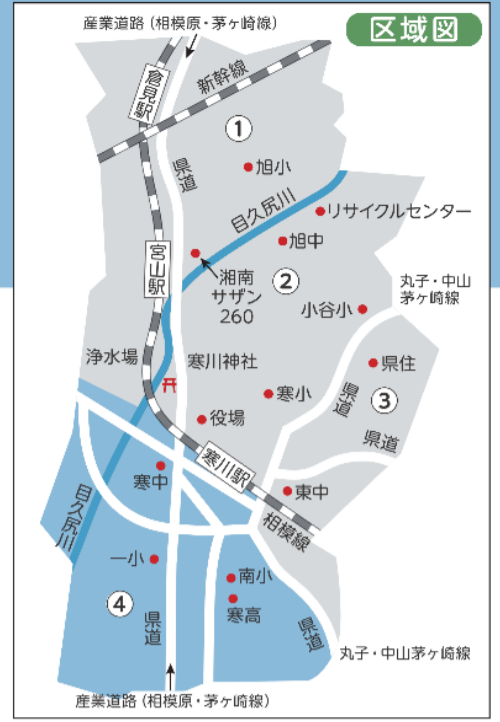 産業道路(相模原・茅ヶ崎線)
区域図
倉見駅
新幹線
①
県道
旭小
目久尻川
リサイクルセンター
旭中
宮山駅
湘南
サザン
260
②
小谷小
丸子・中山
茅ヶ崎線
浄水場
寒川神社
県住
県道
③
寒小
役場
県道
寒川駅
寒中
東中
目久尻川
相模線
一小
南小
④
県道
寒高
県道
丸子・中山茅ヶ崎線
産業道路(相模原・茅ヶ崎線)